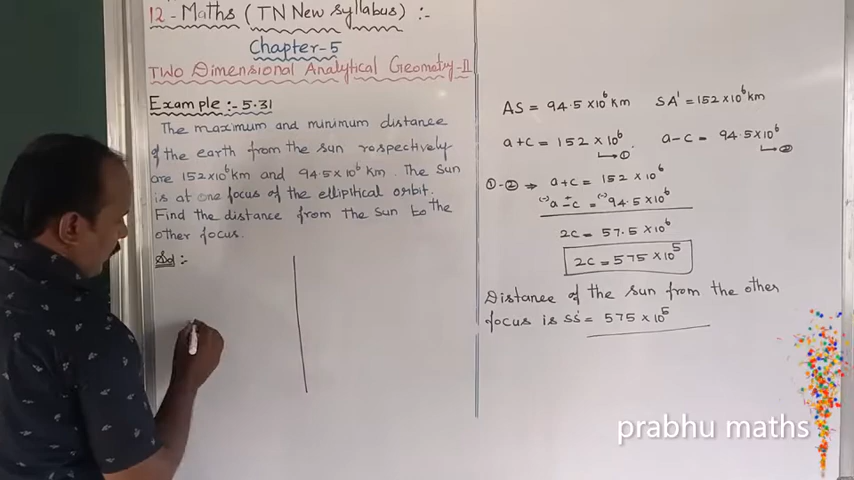 12 - Maths ( TN New syllabus) :-
Chapter-5
TWO Dimensional Analytical Geometry-II
Example :- 5.31
The maximum and minimum distance
of the earth from the sun respectively
are 152×10⁶km and 94.5×10⁶ km . The Sun
is at one focus of the elliptical orbit.
Find the distance from the Sun to the
other focus.
Sol :-
AS = 94.5×10⁶ km SA' = 152×10⁶ km
a+c = 152×10⁶ a-c = 94.5×10⁶
→① →②
①-② ⇒ a+c = 152 ×10⁶
(-)a -(+) c = (-)94.5×10⁶
2c = 57.5 ×10⁶
2c = 575 ×10⁵
Distance of the sun from the other
focus is SS' = 575 ×10⁵
prabhu maths